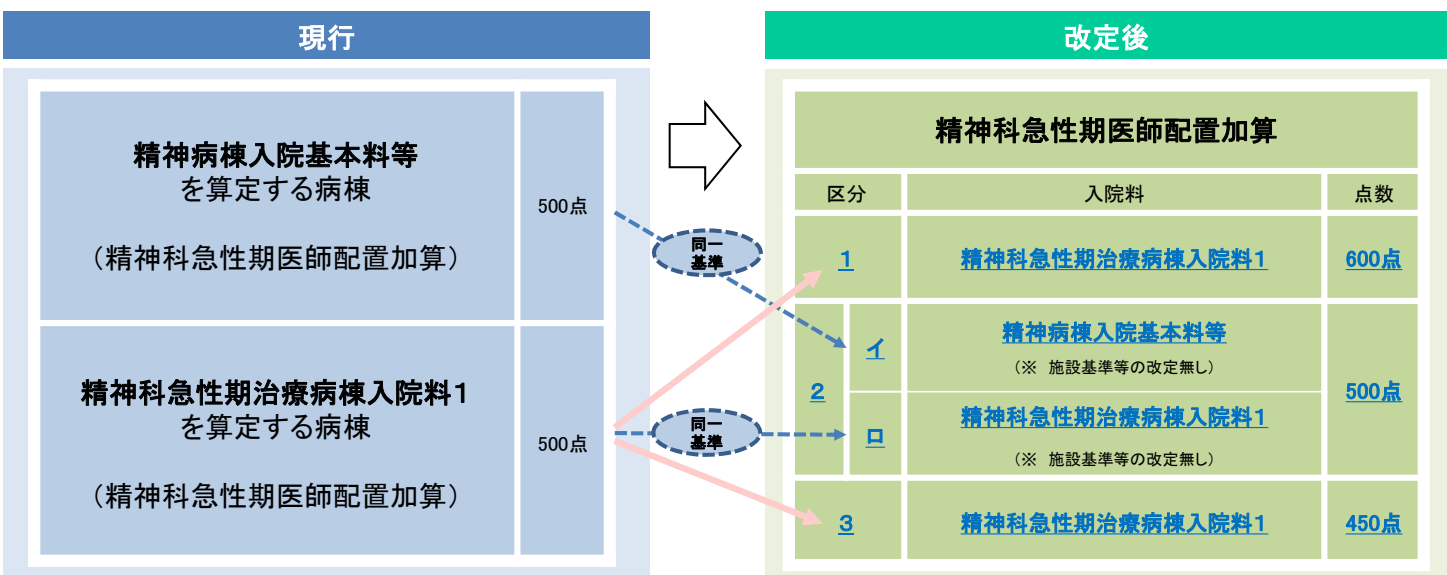 現行
精神病棟入院基本料等
を算定する病棟
（精神科急性期医師配置加算）
500点
精神科急性期治療病棟入院料1
を算定する病棟
（精神科急性期医師配置加算）
500点
同一
基準
同一
基準
改定後
精神科急性期医師配置加算
区分
入院料
点数
1
精神科急性期治療病棟入院料1
600点
2
イ
精神病棟入院基本料等
（※ 施設基準等の改定無し）
500点
ロ
精神科急性期治療病棟入院料1
（※ 施設基準等の改定無し）
3
精神科急性期治療病棟入院料1
450点